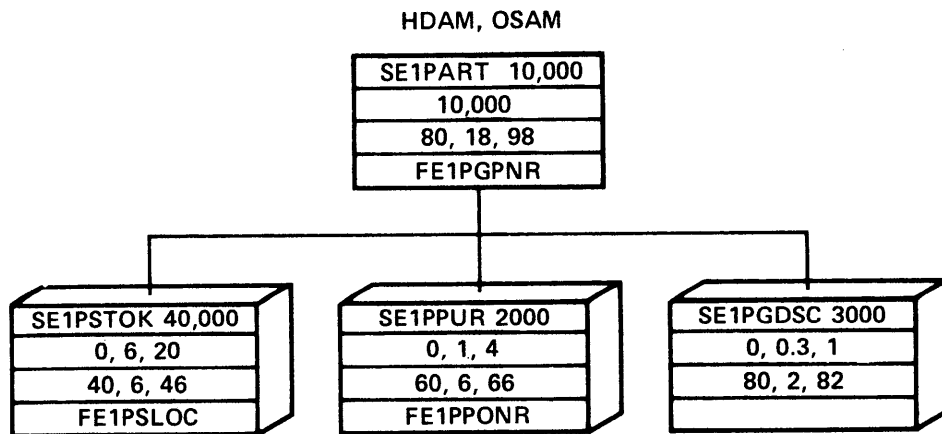 HDAM, OSAM
SE1PART 10,000
10,000
80, 18, 98
FE1PGPNR
SE1PSTOK 40,000
0, 6, 20
40, 6, 46
FE1PSLOC
SE1PPUR 2000
0, 1, 4
60, 6, 66
FE1PPONR
SE1PGDSC 3000
0, 0.3, 1
80, 2, 82